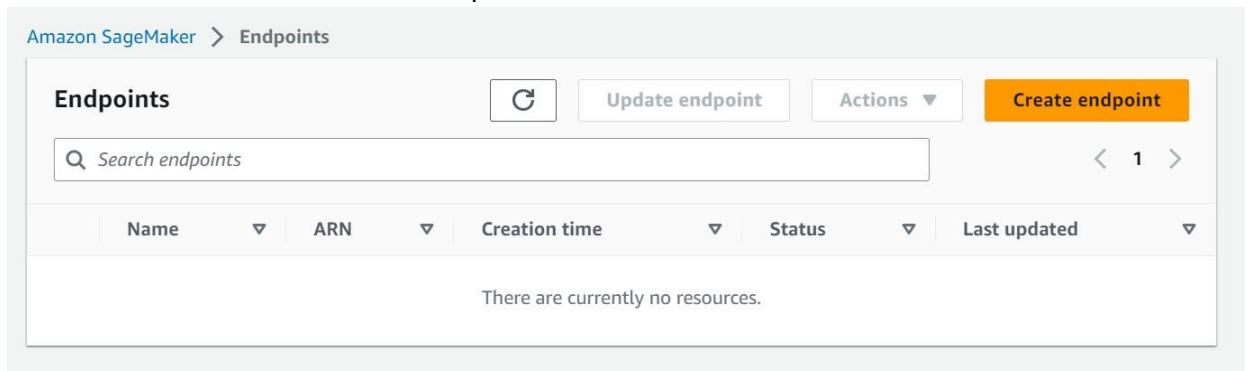 Amazon SageMaker > Endpoints
Endpoints
Update endpoint
Actions
Create endpoint
Search endpoints
< 1 >
Name ARN Creation time Status Last updated
There are currently no resources.